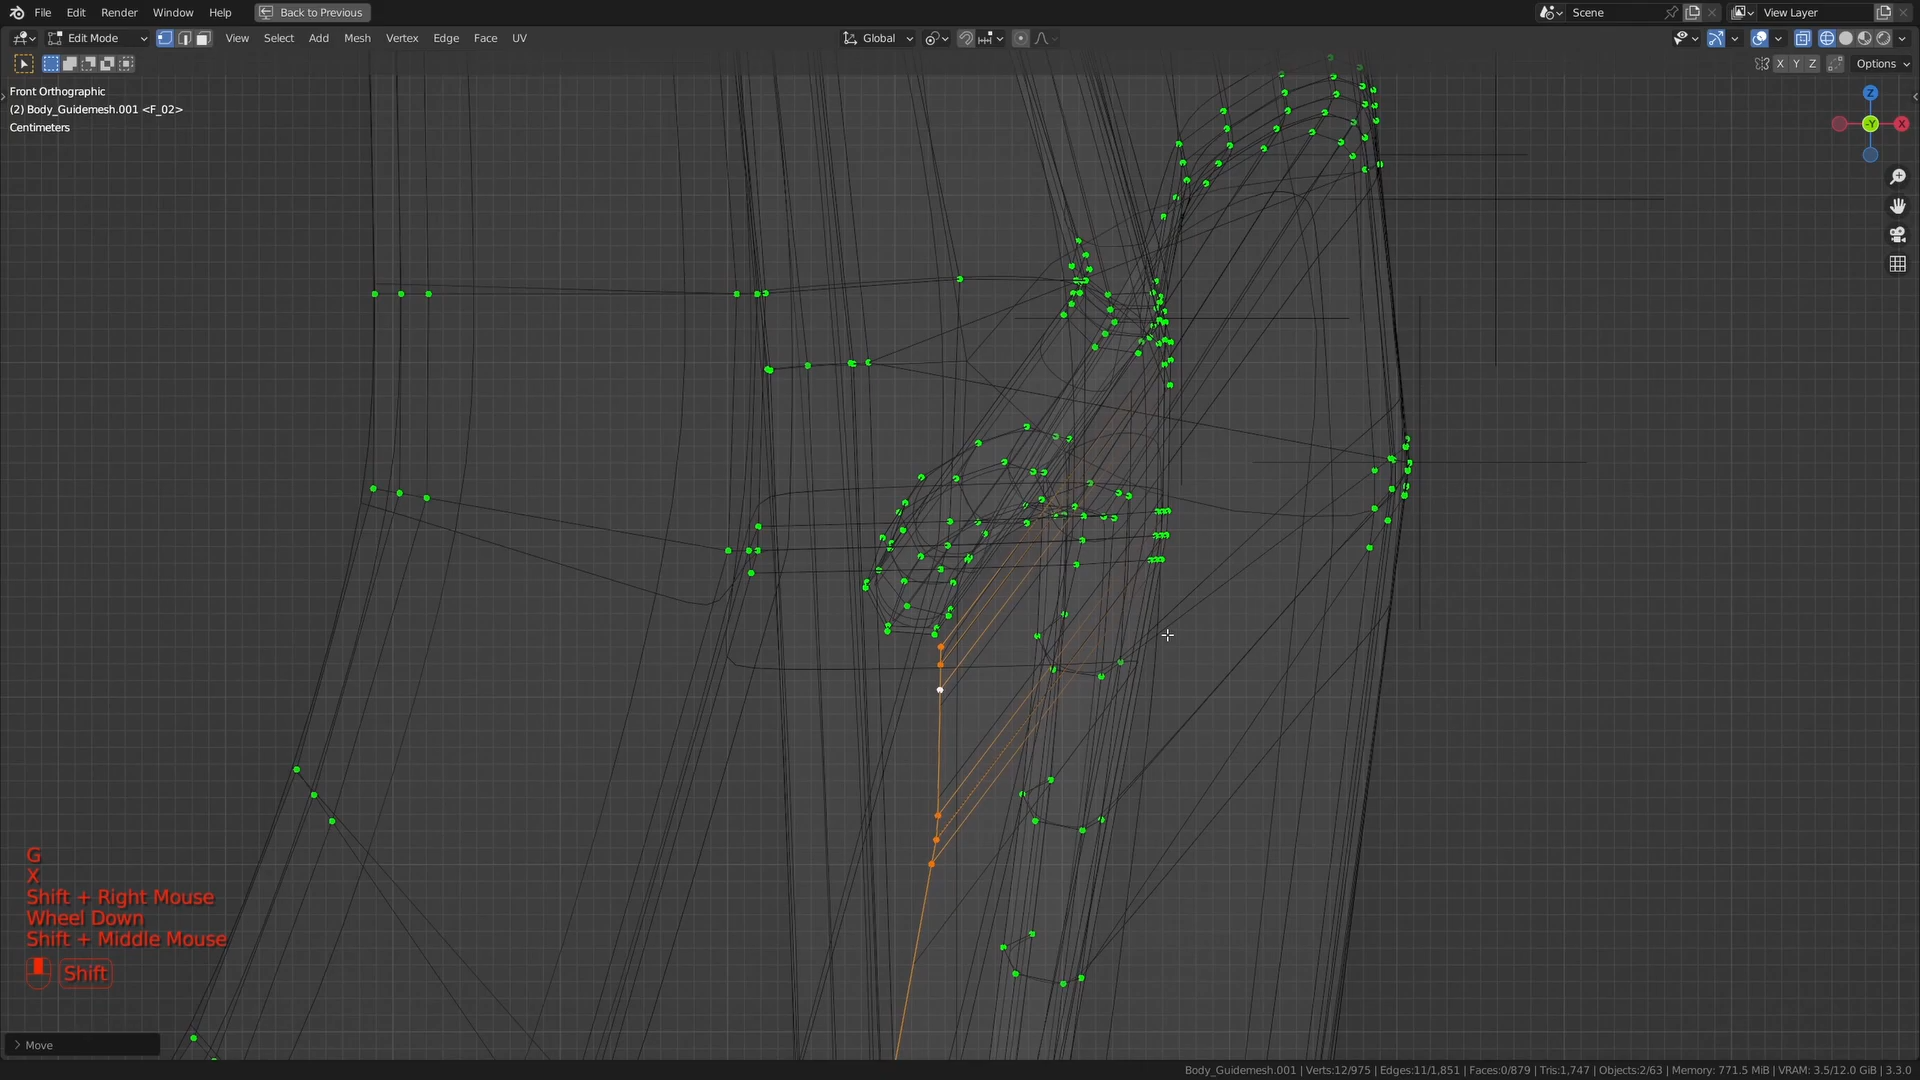 File Edit Render Window Help Back to Previous Scene View Layer
Edit Mode View Select Add Mesh Vertex Edge Face UV Global
X Y Z Options
Front Orthographic
(2) Body_Guidemesh.001 <F_02>
Centimeters
Z
-Y X
G
X
Shift + Right Mouse
Wheel Down
Shift + Middle Mouse
Shift
Move
Body_Guidemesh.001 | Verts:12/975 | Edges:11/1,851 | Faces:0/879 | Tris:1,747 | Objects:2/63 | Memory: 771.5 MiB | VRAM: 3.5/12.0 GiB | 3.3.0